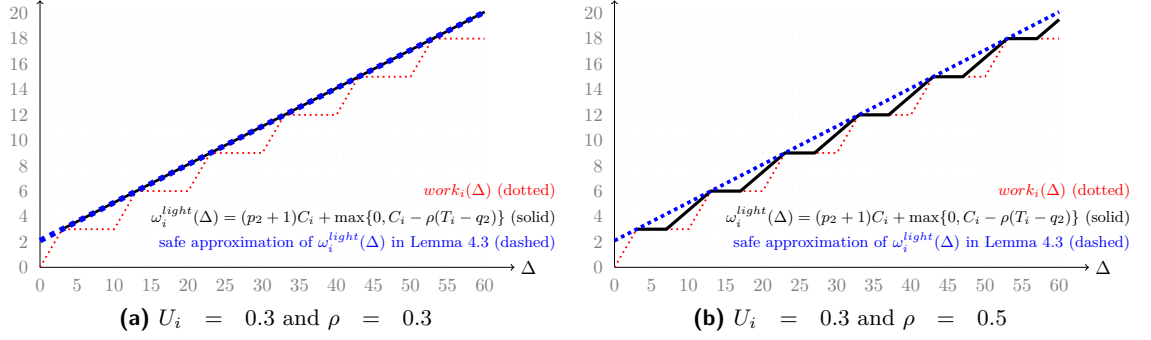 20
18
16
14
12
10
8
6
4
2
0
work_i(Δ) (dotted)
ω_i^{light}(Δ) = (p₂ + 1)C_i + max{0, C_i − ρ(T_i − q₂)} (solid)
safe approximation of ω_i^{light}(Δ) in Lemma 4.3 (dashed)
Δ
0 5 10 15 20 25 30 35 40 45 50 55 60
(a) U_i = 0.3 and ρ = 0.3
20
18
16
14
12
10
8
6
4
2
0
work_i(Δ) (dotted)
ω_i^{light}(Δ) = (p₂ + 1)C_i + max{0, C_i − ρ(T_i − q₂)} (solid)
safe approximation of ω_i^{light}(Δ) in Lemma 4.3 (dashed)
Δ
0 5 10 15 20 25 30 35 40 45 50 55 60
(b) U_i = 0.3 and ρ = 0.5